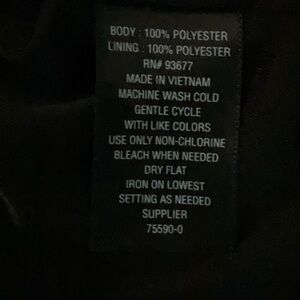 BODY : 100% POLYESTER
LINING : 100% POLYESTER
RN# 93677
MADE IN VIETNAM
MACHINE WASH COLD
GENTLE CYCLE
WITH LIKE COLORS
USE ONLY NON-CHLORINE
BLEACH WHEN NEEDED
DRY FLAT
IRON ON LOWEST
SETTING AS NEEDED
SUPPLIER
75590-0